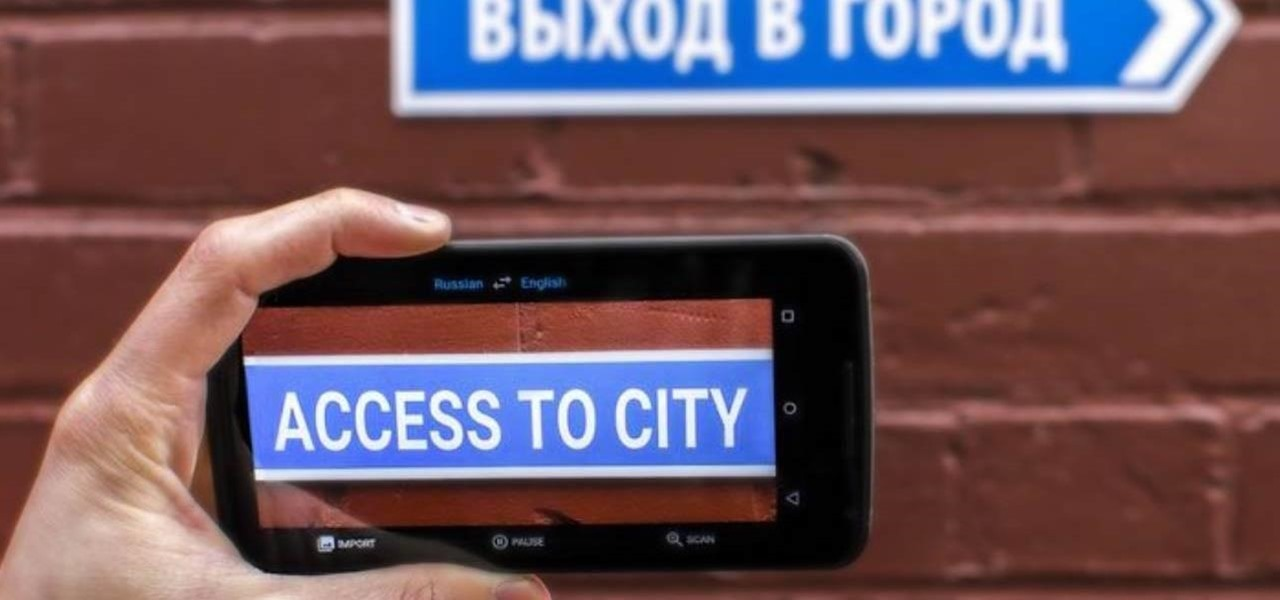 ВЫХОД В ГОРОД
Russian English
ACCESS TO CITY
IMPORT PAUSE SCAN